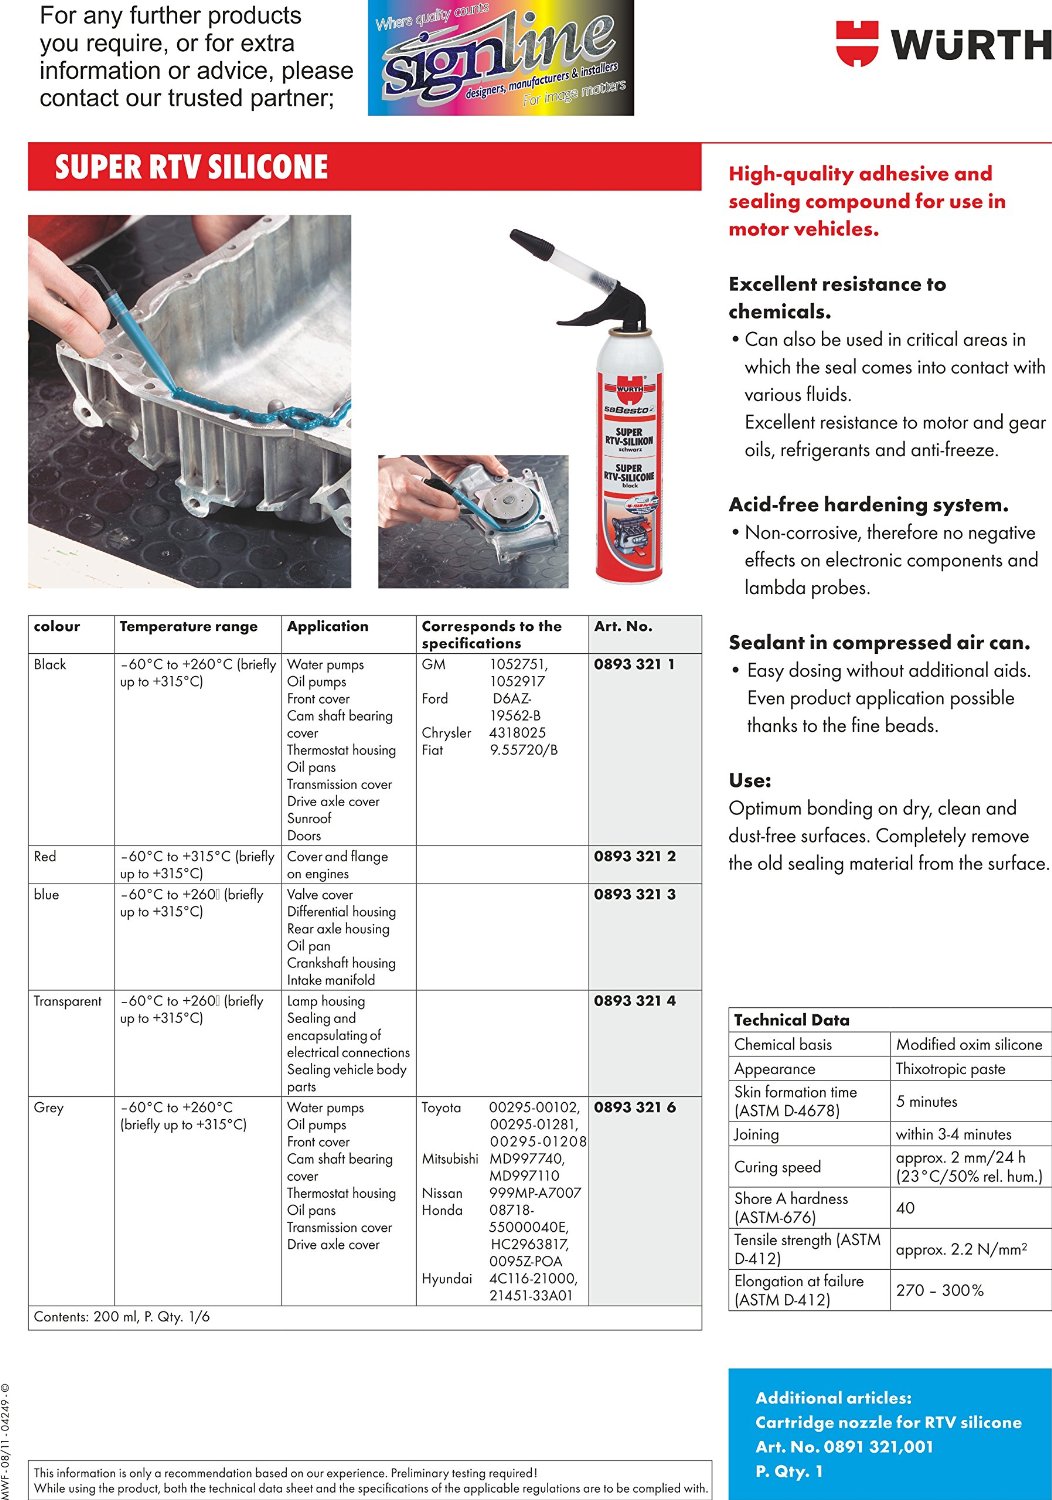 For any further products
you require, or for extra
information or advice, please
contact our trusted partner;
Where quality counts
signline
designers, manufacturers & installers
For image matters
WÜRTH
SUPER RTV SILICONE
High-quality adhesive and
sealing compound for use in
motor vehicles.
Excellent resistance to
chemicals.
• Can also be used in critical areas in
which the seal comes into contact with
various fluids.
Excellent resistance to motor and gear
oils, refrigerants and anti-freeze.
Acid-free hardening system.
• Non-corrosive, therefore no negative
effects on electronic components and
lambda probes.
Sealant in compressed air can.
• Easy dosing without additional aids.
Even product application possible
thanks to the fine beads.
Use:
Optimum bonding on dry, clean and
dust-free surfaces. Completely remove
the old sealing material from the surface.
WÜRTH
saBesto
SUPER
RTV-SILIKON
schwarz
SUPER
RTV-SILICONE
black
colour Temperature range Application Corresponds to the Art. No.
specifications
Black –60°C to +260°C (briefly Water pumps GM 1052751, 0893 321 1
up to +315°C) Oil pumps 1052917
Front cover Ford D6AZ-
Cam shaft bearing 19562-B
cover Chrysler 4318025
Thermostat housing Fiat 9.55720/B
Oil pans
Transmission cover
Drive axle cover
Sunroof
Doors
Red –60°C to +315°C (briefly Cover and flange 0893 321 2
up to +315°C) on engines
blue –60°C to +260▯ (briefly Valve cover 0893 321 3
up to +315°C) Differential housing
Rear axle housing
Oil pan
Crankshaft housing
Intake manifold
Transparent –60°C to +260▯ (briefly Lamp housing 0893 321 4
up to +315°C) Sealing and
encapsulating of
electrical connections
Sealing vehicle body
parts
Grey –60°C to +260°C Water pumps Toyota 00295-00102, 0893 321 6
(briefly up to +315°C) Oil pumps 00295-01281,
Front cover 00295-01208
Cam shaft bearing Mitsubishi MD997740,
cover MD997110
Thermostat housing Nissan 999MP-A7007
Oil pans Honda 08718-
Transmission cover 55000040E,
Drive axle cover HC2963817,
0095Z-POA
Hyundai 4C116-21000,
21451-33A01
Contents: 200 ml, P. Qty. 1/6
Technical Data
Chemical basis Modified oxim silicone
Appearance Thixotropic paste
Skin formation time
(ASTM D-4678) 5 minutes
Joining within 3-4 minutes
Curing speed approx. 2 mm/24 h
(23°C/50% rel. hum.)
Shore A hardness
(ASTM-676) 40
Tensile strength (ASTM
D-412) approx. 2.2 N/mm²
Elongation at failure
(ASTM D-412) 270 – 300%
Additional articles:
Cartridge nozzle for RTV silicone
Art. No. 0891 321,001
P. Qty. 1
MWF - 08/11 - 04249 - ©
This information is only a recommendation based on our experience. Preliminary testing required!
While using the product, both the technical data sheet and the specifications of the applicable regulations are to be complied with.